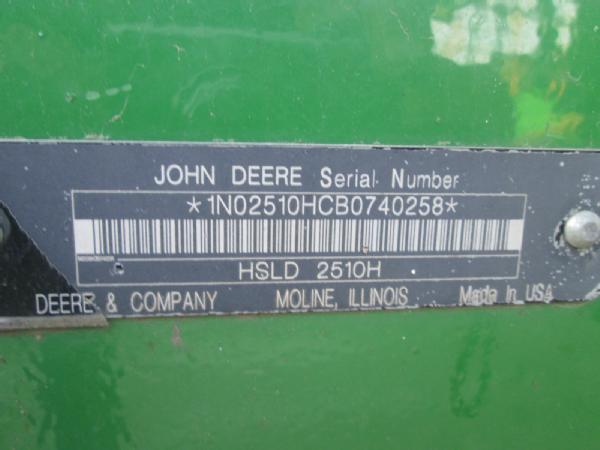 JOHN DEERE Serial Number
*1N02510HCB0740258*
HSLD 2510H
DEERE & COMPANY MOLINE, ILLINOIS Made In USA